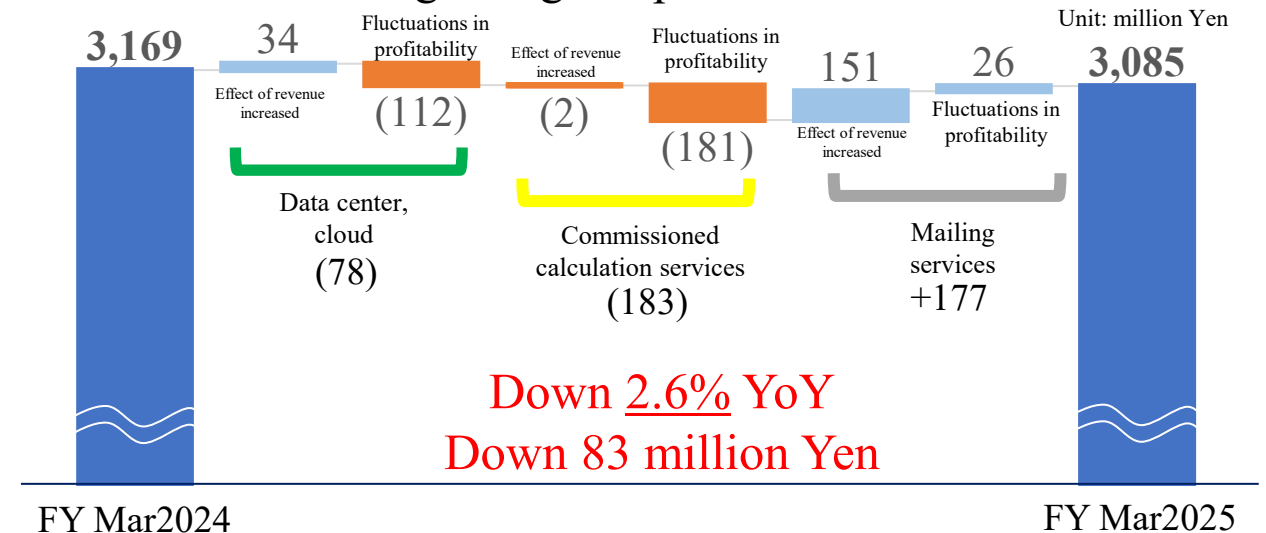 Unit: million Yen
3,169
34
Effect of revenue
increased
Fluctuations in
profitability
(112)
Effect of revenue
increased
(2)
Fluctuations in
profitability
(181)
151
Effect of revenue
increased
26
Fluctuations in
profitability
3,085
Data center,
cloud
(78)
Commissioned
calculation services
(183)
Mailing
services
+177
Down 2.6% YoY
Down 83 million Yen
FY Mar2024
FY Mar2025